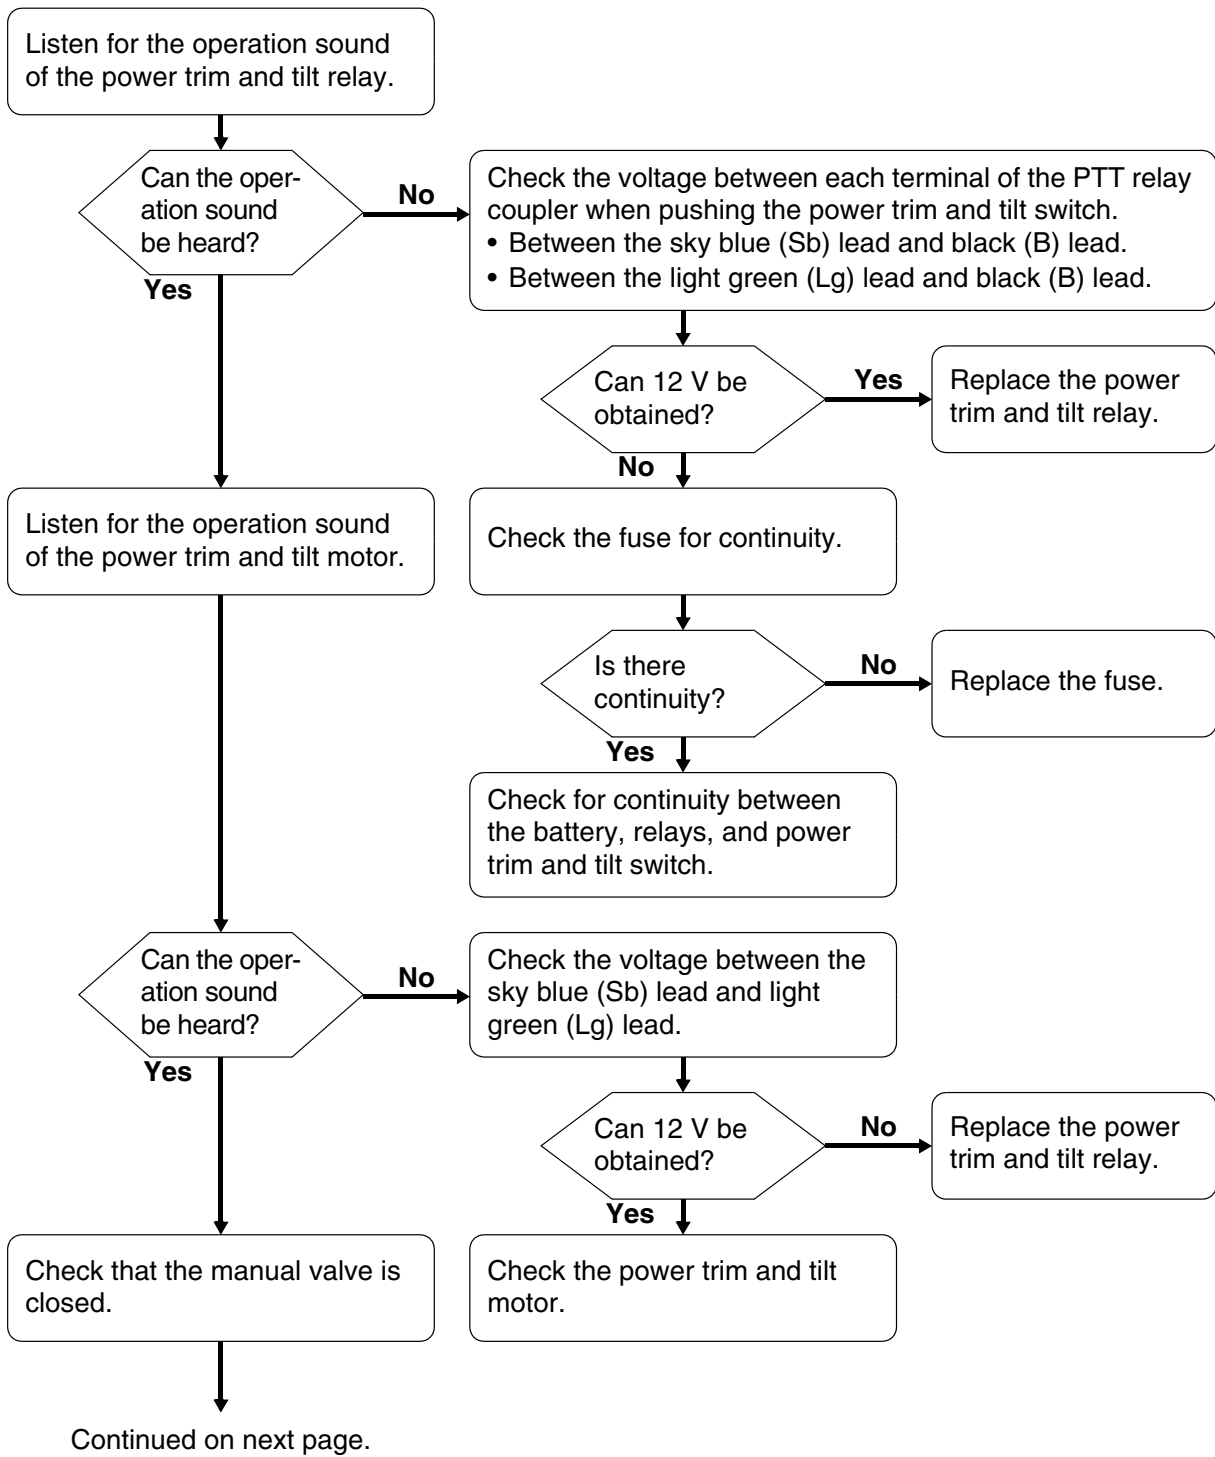 Listen for the operation sound
of the power trim and tilt relay.
Can the oper-
ation sound
be heard?
No
Yes
Check the voltage between each terminal of the PTT relay
coupler when pushing the power trim and tilt switch.
• Between the sky blue (Sb) lead and black (B) lead.
• Between the light green (Lg) lead and black (B) lead.
Can 12 V be
obtained?
Yes
No
Replace the power
trim and tilt relay.
Listen for the operation sound
of the power trim and tilt motor.
Check the fuse for continuity.
Is there
continuity?
No
Yes
Replace the fuse.
Check for continuity between
the battery, relays, and power
trim and tilt switch.
Can the oper-
ation sound
be heard?
No
Yes
Check the voltage between the
sky blue (Sb) lead and light
green (Lg) lead.
Can 12 V be
obtained?
No
Yes
Replace the power
trim and tilt relay.
Check that the manual valve is
closed.
Check the power trim and tilt
motor.
Continued on next page.